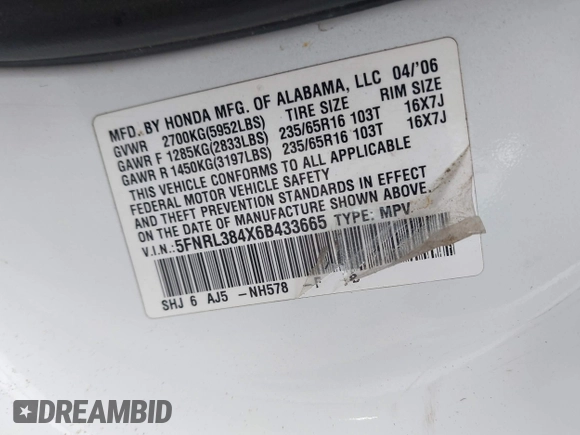 MFD. BY HONDA MFG. OF ALABAMA, LLC 04/'06
GVWR 2700KG(5952LBS) TIRE SIZE RIM SIZE
GAWR F 1285KG(2833LBS) 235/65R16 103T 16X7J
GAWR R 1450KG(3197LBS) 235/65R16 103T 16X7J
THIS VEHICLE CONFORMS TO ALL APPLICABLE
FEDERAL MOTOR VEHICLE SAFETY
AND THEFT PREVENTION STANDARDS IN EFFECT
ON THE DATE OF MANUFACTURE SHOWN ABOVE.
V.I.N.:5FNRL384X6B433665 TYPE: MPV
SHJ 6 AJ5 -NH578
DREAMBID